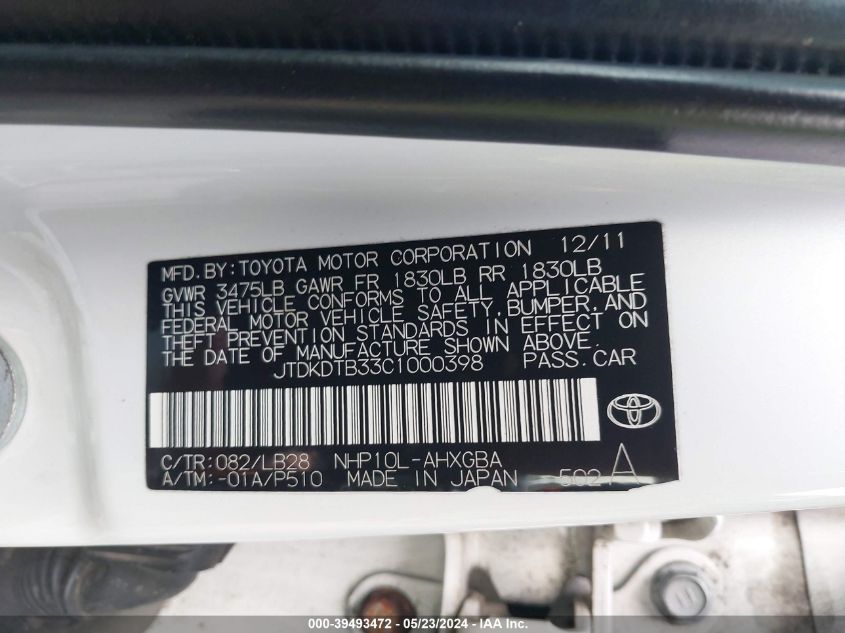 MFD. BY: TOYOTA MOTOR CORPORATION 12/11
GVWR 3475LB GAWR FR 1830LB RR 1830LB
THIS VEHICLE CONFORMS TO ALL APPLICABLE
FEDERAL MOTOR VEHICLE SAFETY, BUMPER, AND
THEFT PREVENTION STANDARDS IN EFFECT ON
THE DATE OF MANUFACTURE SHOWN ABOVE.
JTDKDTB33C1000398 PASS. CAR
C/TR: 082/LB28 NHP10L-AHXGBA
A/TM: -01A/P510 MADE IN JAPAN 502 A
000-39493472 - 05/23/2024 - IAA Inc.